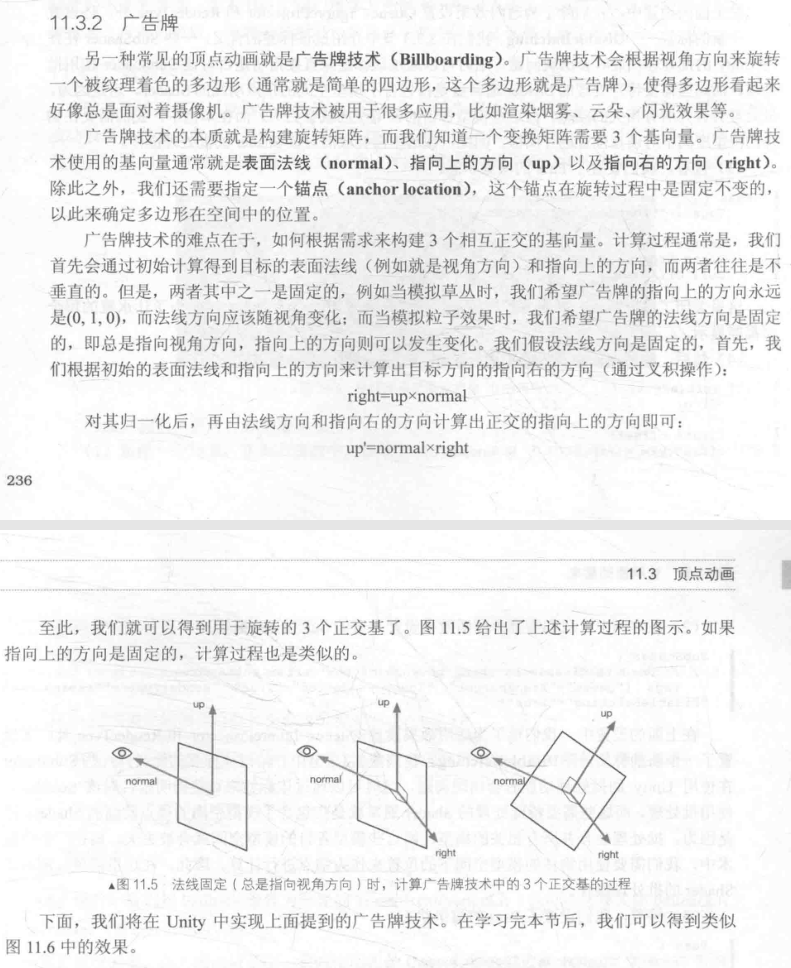 11.3.2 广告牌
另一种常见的顶点动画就是广告牌技术（Billboarding）。广告牌技术会根据视角方向来旋转
一个被纹理着色的多边形（通常就是简单的四边形，这个多边形就是广告牌），使得多边形看起来
好像总是面对着摄像机。广告牌技术被用于很多应用，比如渲染烟雾、云朵、闪光效果等。
广告牌技术的本质就是构建旋转矩阵，而我们知道一个变换矩阵需要 3 个基向量。广告牌技
术使用的基向量通常就是表面法线（normal）、指向上的方向（up）以及指向右的方向（right）。
除此之外，我们还需要指定一个锚点（anchor location），这个锚点在旋转过程中是固定不变的，
以此来确定多边形在空间中的位置。
广告牌技术的难点在于，如何根据需求来构建 3 个相互正交的基向量。计算过程通常是，我们
首先会通过初始计算得到目标的表面法线（例如就是视角方向）和指向上的方向，而两者往往是不
垂直的。但是，两者其中之一是固定的，例如当模拟草丛时，我们希望广告牌的指向上的方向永远
是(0, 1, 0)，而法线方向应该随视角变化；而当模拟粒子效果时，我们希望广告牌的法线方向是固定
的，即总是指向视角方向，指向上的方向则可以发生变化。我们假设法线方向是固定的，首先，我
们根据初始的表面法线和指向上的方向来计算出目标方向的指向右的方向（通过叉积操作）：
right=up×normal
对其归一化后，再由法线方向和指向右的方向计算出正交的指向上的方向即可：
up'=normal×right
236
11.3 顶点动画
至此，我们就可以得到用于旋转的 3 个正交基了。图 11.5 给出了上述计算过程的图示。如果
指向上的方向是固定的，计算过程也是类似的。
up
normal
up
normal
right
up
normal
right
▲图 11.5 法线固定（总是指向视角方向）时，计算广告牌技术中的 3 个正交基的过程
下面，我们将在 Unity 中实现上面提到的广告牌技术。在学习完本节后，我们可以得到类似
图 11.6 中的效果。